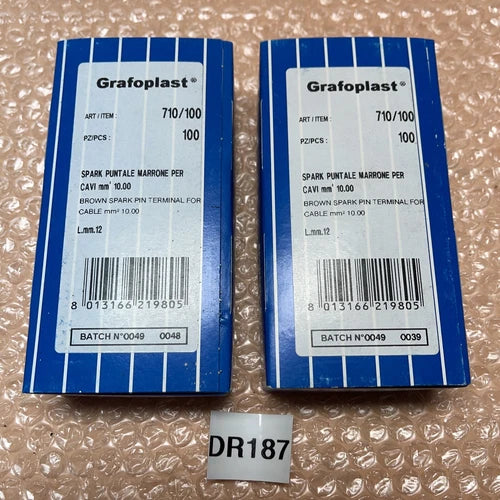 Grafoplast®
ART / ITEM : 710/100
PZ/PCS : 100
SPARK PUNTALE MARRONE PER
CAVI mm² 10.00
BROWN SPARK PIN TERMINAL FOR
CABLE mm² 10.00
L.mm.12
8 013166 219805
BATCH N°0049 0048
Grafoplast®
ART / ITEM : 710/100
PZ/PCS : 100
SPARK PUNTALE MARRONE PER
CAVI mm² 10.00
BROWN SPARK PIN TERMINAL FOR
CABLE mm² 10.00
L.mm.12
8 013166 219805
BATCH N°0049 0039
DR187